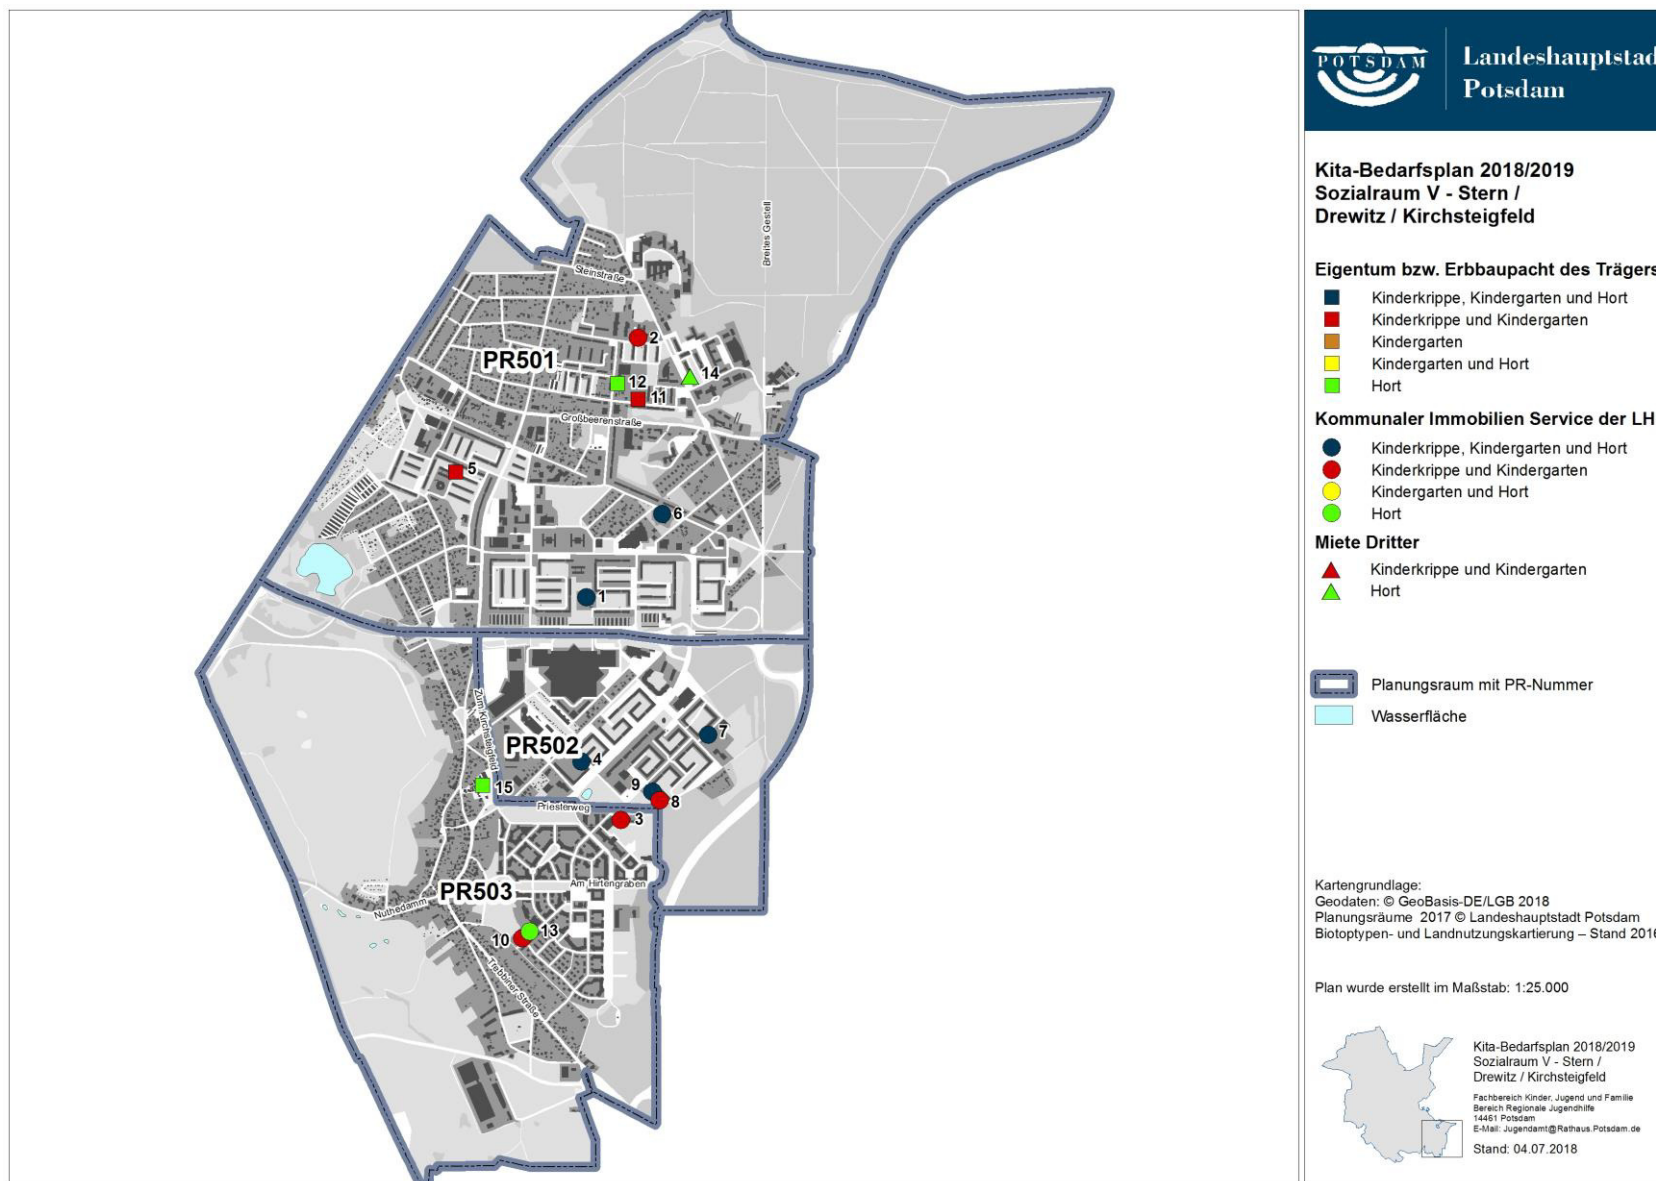 POTSDAM
Landeshauptstad
Potsdam
Kita-Bedarfsplan 2018/2019
Sozialraum V - Stern /
Drewitz / Kirchsteigfeld
Eigentum bzw. Erbbaupacht des Trägers
Kinderkrippe, Kindergarten und Hort
Kinderkrippe und Kindergarten
Kindergarten
Kindergarten und Hort
Hort
Kommunaler Immobilien Service der LH
Kinderkrippe, Kindergarten und Hort
Kinderkrippe und Kindergarten
Kindergarten und Hort
Hort
Miete Dritter
Kinderkrippe und Kindergarten
Hort
Planungsraum mit PR-Nummer
Wasserfläche
Kartengrundlage:
Geodaten: © GeoBasis-DE/LGB 2018
Planungsräume 2017 © Landeshauptstadt Potsdam
Biotoptypen- und Landnutzungskartierung – Stand 2016
Plan wurde erstellt im Maßstab: 1:25.000
Kita-Bedarfsplan 2018/2019
Sozialraum V - Stern /
Drewitz / Kirchsteigfeld
Fachbereich Kinder, Jugend und Familie
Bereich Regionale Jugendhilfe
14461 Potsdam
E-Mail: Jugendamt@Rathaus.Potsdam.de
Stand: 04.07.2018
Breites Gestell
Steinstraße
2
PR501
14
12
11
Großbeerenstraße
5
6
1
Zum Kirchsteigfeld
7
PR502
4
15
9
8
Priesterweg
3
Am Hirtengraben
PR503
Nuthedamm
13
10
Trebbiner Straße